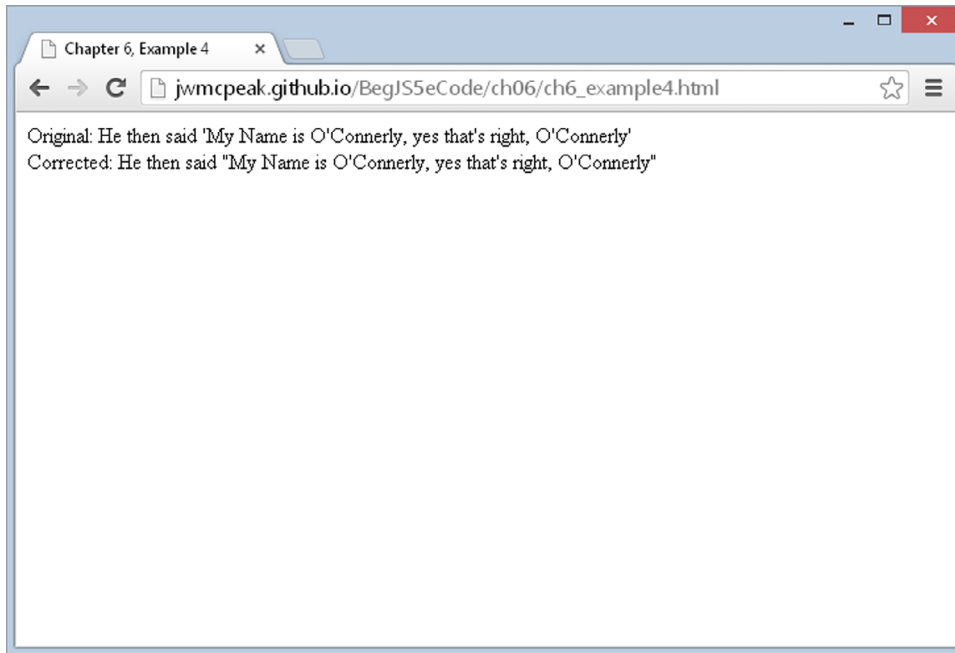 Chapter 6, Example 4
jwmcpeak.github.io/BegJS5eCode/ch06/ch6_example4.html
Original: He then said 'My Name is O'Connerly, yes that's right, O'Connerly'
Corrected: He then said "My Name is O'Connerly, yes that's right, O'Connerly"